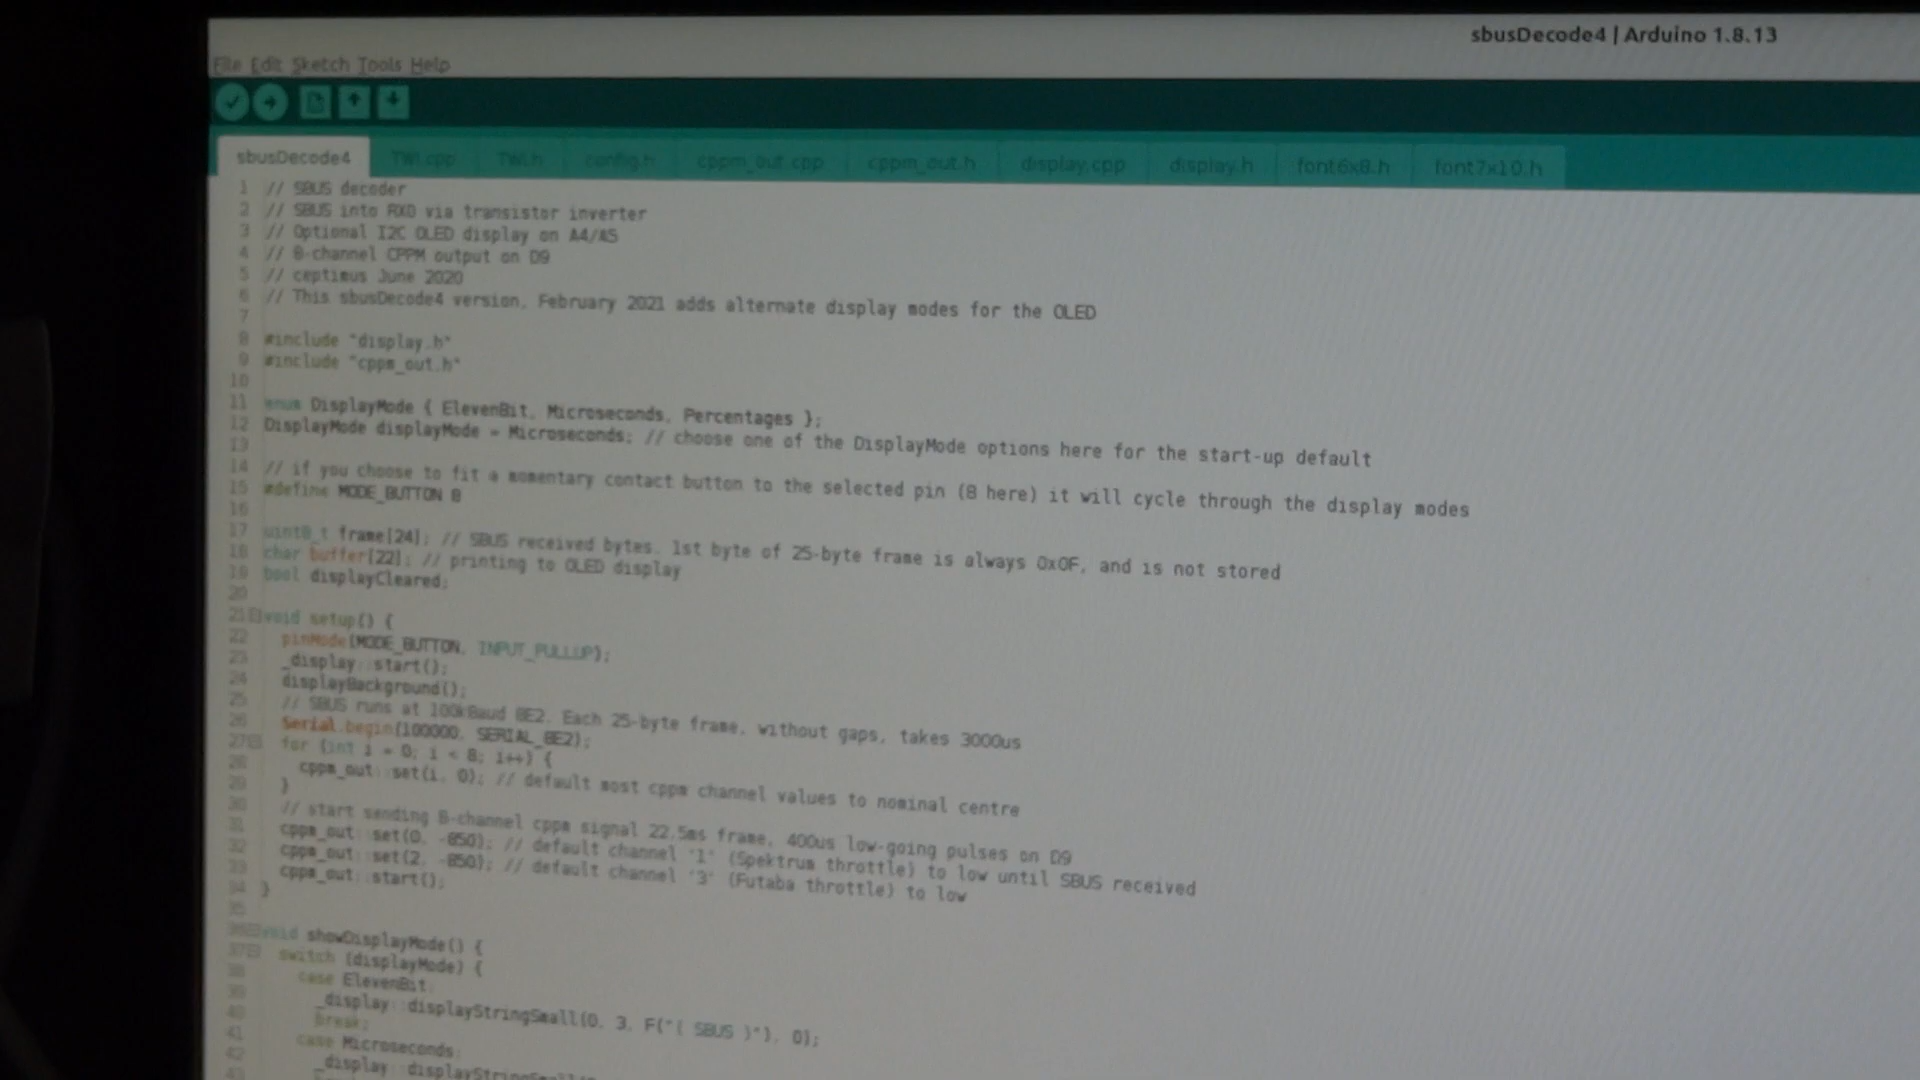 sbusDecode4 | Arduino 1.8.13
File Edit Sketch Tools Help
sbusDecode4 TWI.cpp TWI.h config.h cppm_out.cpp cppm_out.h display.cpp display.h font6x8.h font7x10.h
1 // SBUS decoder
2 // SBUS into RX0 via transistor inverter
3 // Optional I2C OLED display on A4/A5
4 // 8-channel CPPM output on D9
5 // ceptimus June 2020
6 // This sbusDecode4 version, February 2021 adds alternate display modes for the OLED
7
8 #include "display.h"
9 #include "cppm_out.h"
10
11 enum DisplayMode { ElevenBit, Microseconds, Percentages };
12 DisplayMode displayMode = Microseconds; // choose one of the DisplayMode options here for the start-up default
13
14 // if you choose to fit a momentary contact button to the selected pin (8 here) it will cycle through the display modes
15 #define MODE_BUTTON 8
16
17 uint8_t frame[24]; // SBUS received bytes. 1st byte of 25-byte frame is always 0x0F, and is not stored
18 char buffer[22]; // printing to OLED display
19 bool displayCleared;
20
21 void setup() {
22 pinMode(MODE_BUTTON, INPUT_PULLUP);
23 _display::start();
24 displayBackground();
25 // SBUS runs at 100kBaud 8E2. Each 25-byte frame, without gaps, takes 3000us
26 Serial.begin(100000, SERIAL_8E2);
27 for (int i = 0; i < 8; i++) {
28 cppm_out::set(i, 0); // default most cppm channel values to nominal centre
29 }
30 // start sending 8-channel cppm signal 22.5ms frame, 400us low-going pulses on D9
31 cppm_out::set(0, -850); // default channel '1' (Spektrum throttle) to low until SBUS received
32 cppm_out::set(2, -850); // default channel '3' (Futaba throttle) to low
33 cppm_out::start();
34 }
35
36 void showDisplayMode() {
37 switch (displayMode) {
38 case ElevenBit:
39 _display::displayStringSmall(0, 3, F("( SBUS )"), 0);
40 break;
41 case Microseconds:
42 _display::displayStringSmall(
43